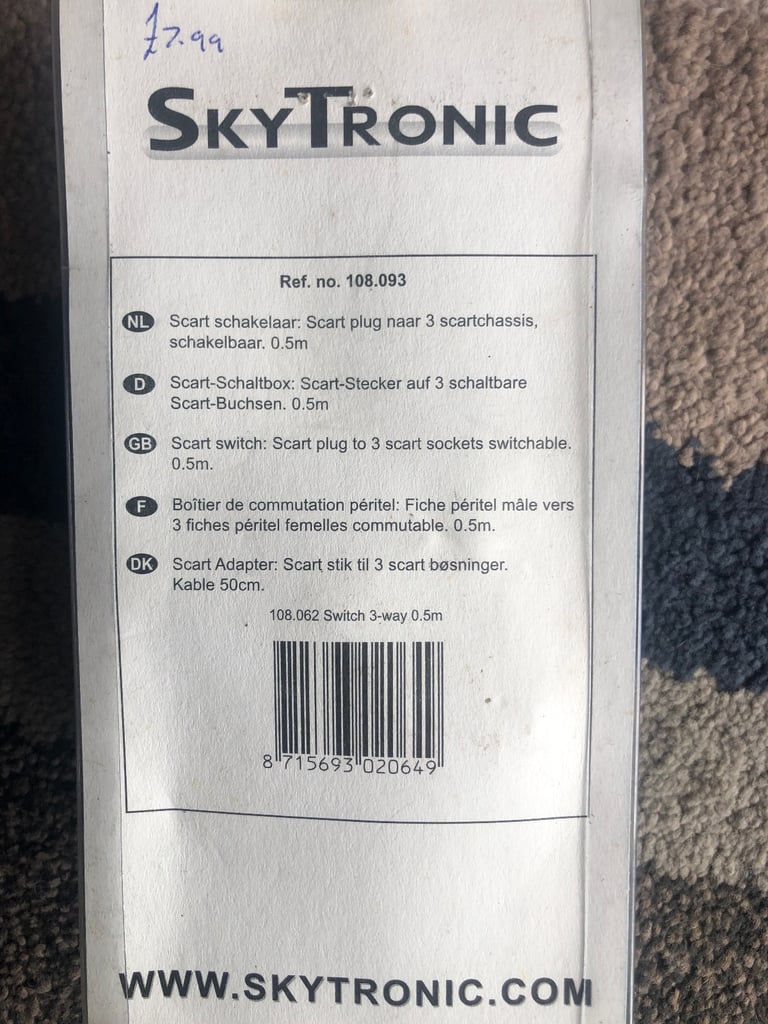 £7.99
SKYTRONIC
Ref. no. 108.093
NL Scart schakelaar: Scart plug naar 3 scartchassis,
schakelbaar. 0.5m
D Scart-Schaltbox: Scart-Stecker auf 3 schaltbare
Scart-Buchsen. 0.5m
GB Scart switch: Scart plug to 3 scart sockets switchable.
0.5m.
F Boîtier de commutation péritel: Fiche péritel mâle vers
3 fiches péritel femelles commutable. 0.5m.
DK Scart Adapter: Scart stik til 3 scart bøsninger.
Kable 50cm.
108.062 Switch 3-way 0.5m
8 715693 020649
WWW.SKYTRONIC.COM